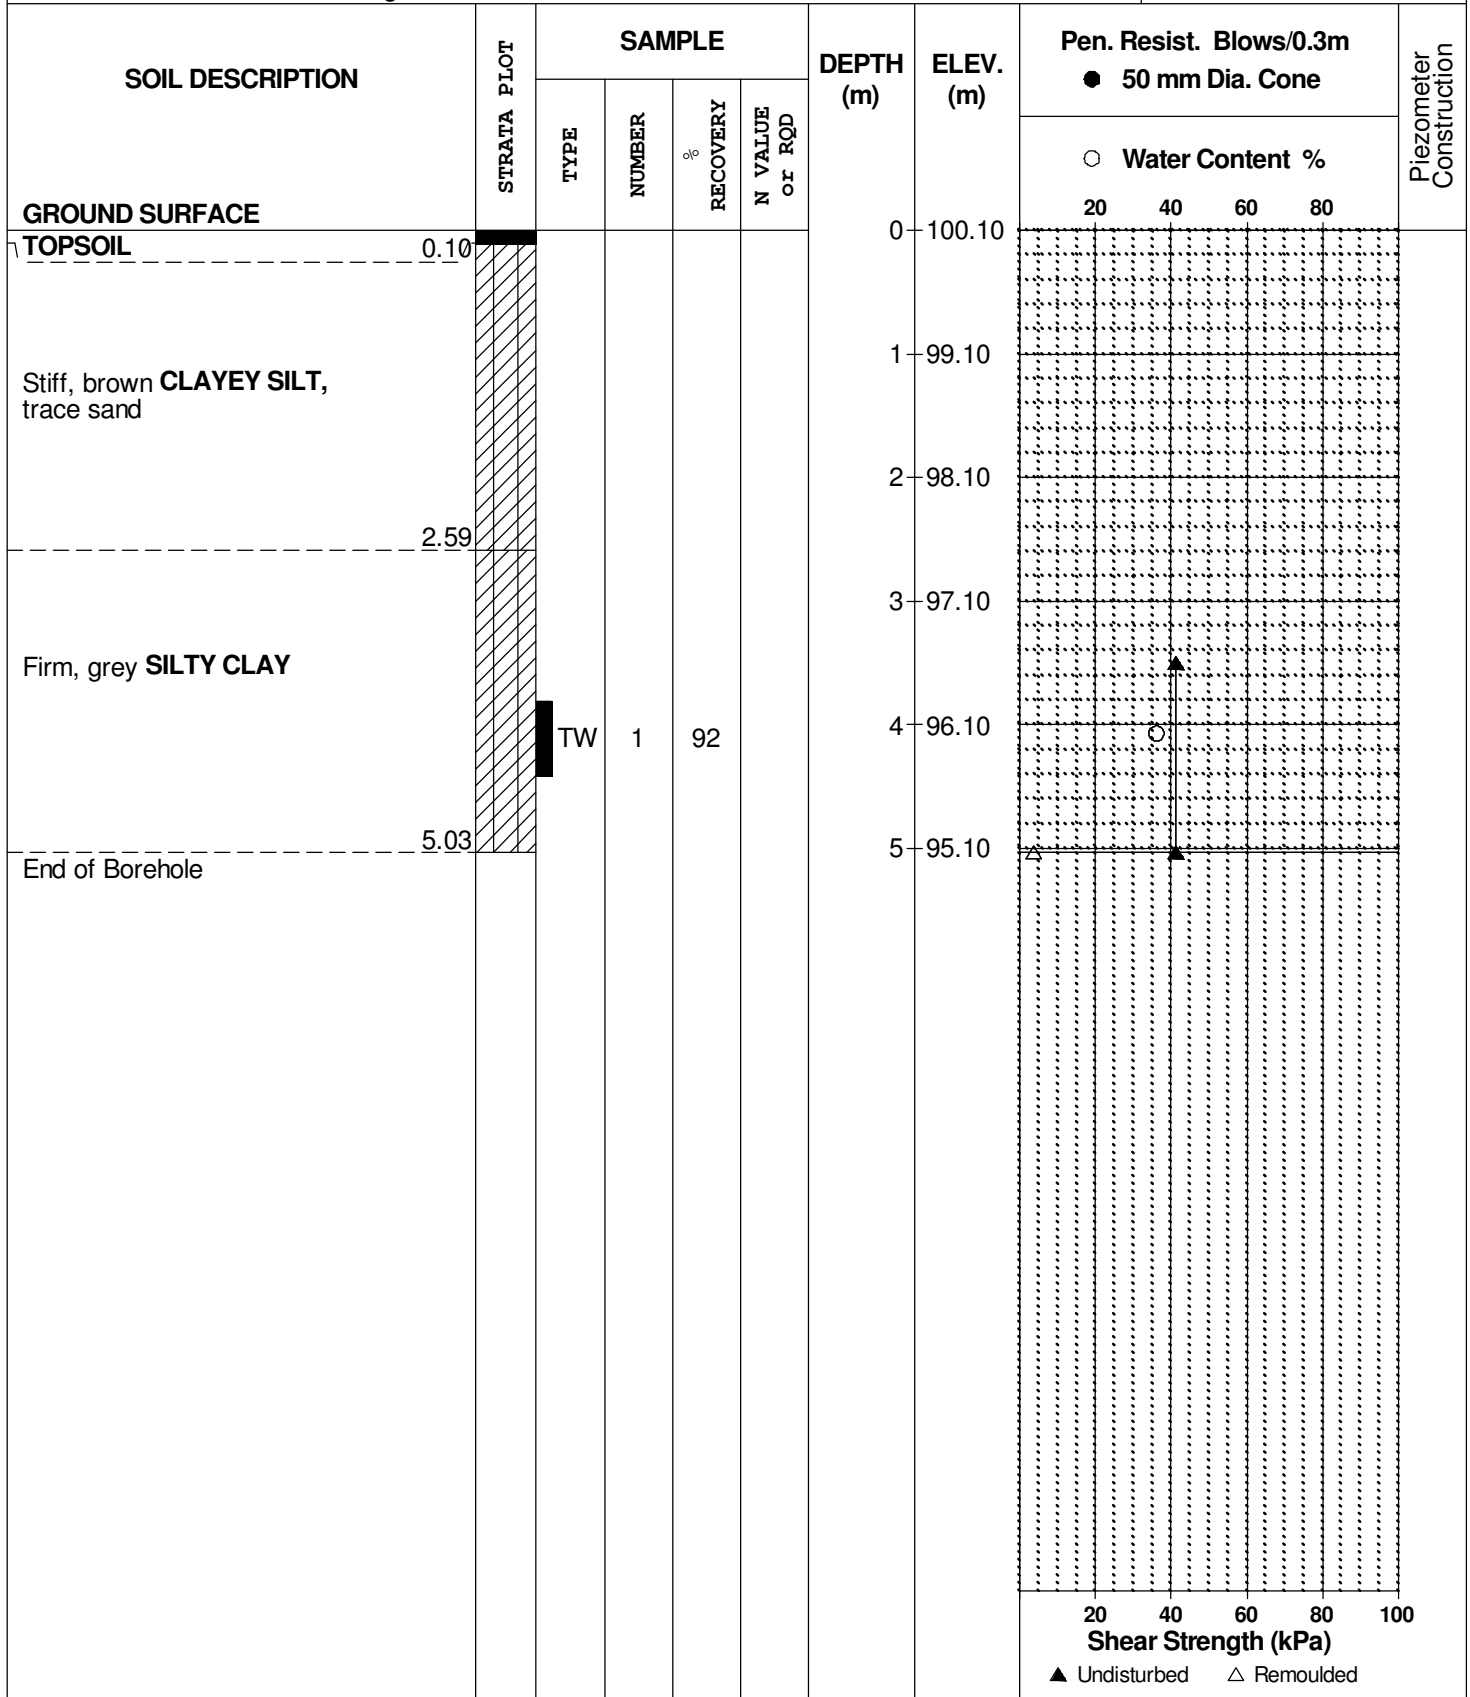 SOIL DESCRIPTION
GROUND SURFACE
STRATA PLOT
SAMPLE
TYPE
NUMBER
%
RECOVERY
N VALUE
or RQD
DEPTH
(m)
ELEV.
(m)
Pen. Resist. Blows/0.3m
● 50 mm Dia. Cone
○ Water Content %
20 40 60 80
Piezometer
Construction
TOPSOIL 0.10
0 100.10
1 99.10
Stiff, brown CLAYEY SILT,
trace sand
2 98.10
2.59
3 97.10
Firm, grey SILTY CLAY
TW 1 92
4 96.10
5.03
5 95.10
End of Borehole
20 40 60 80 100
Shear Strength (kPa)
▲ Undisturbed △ Remoulded